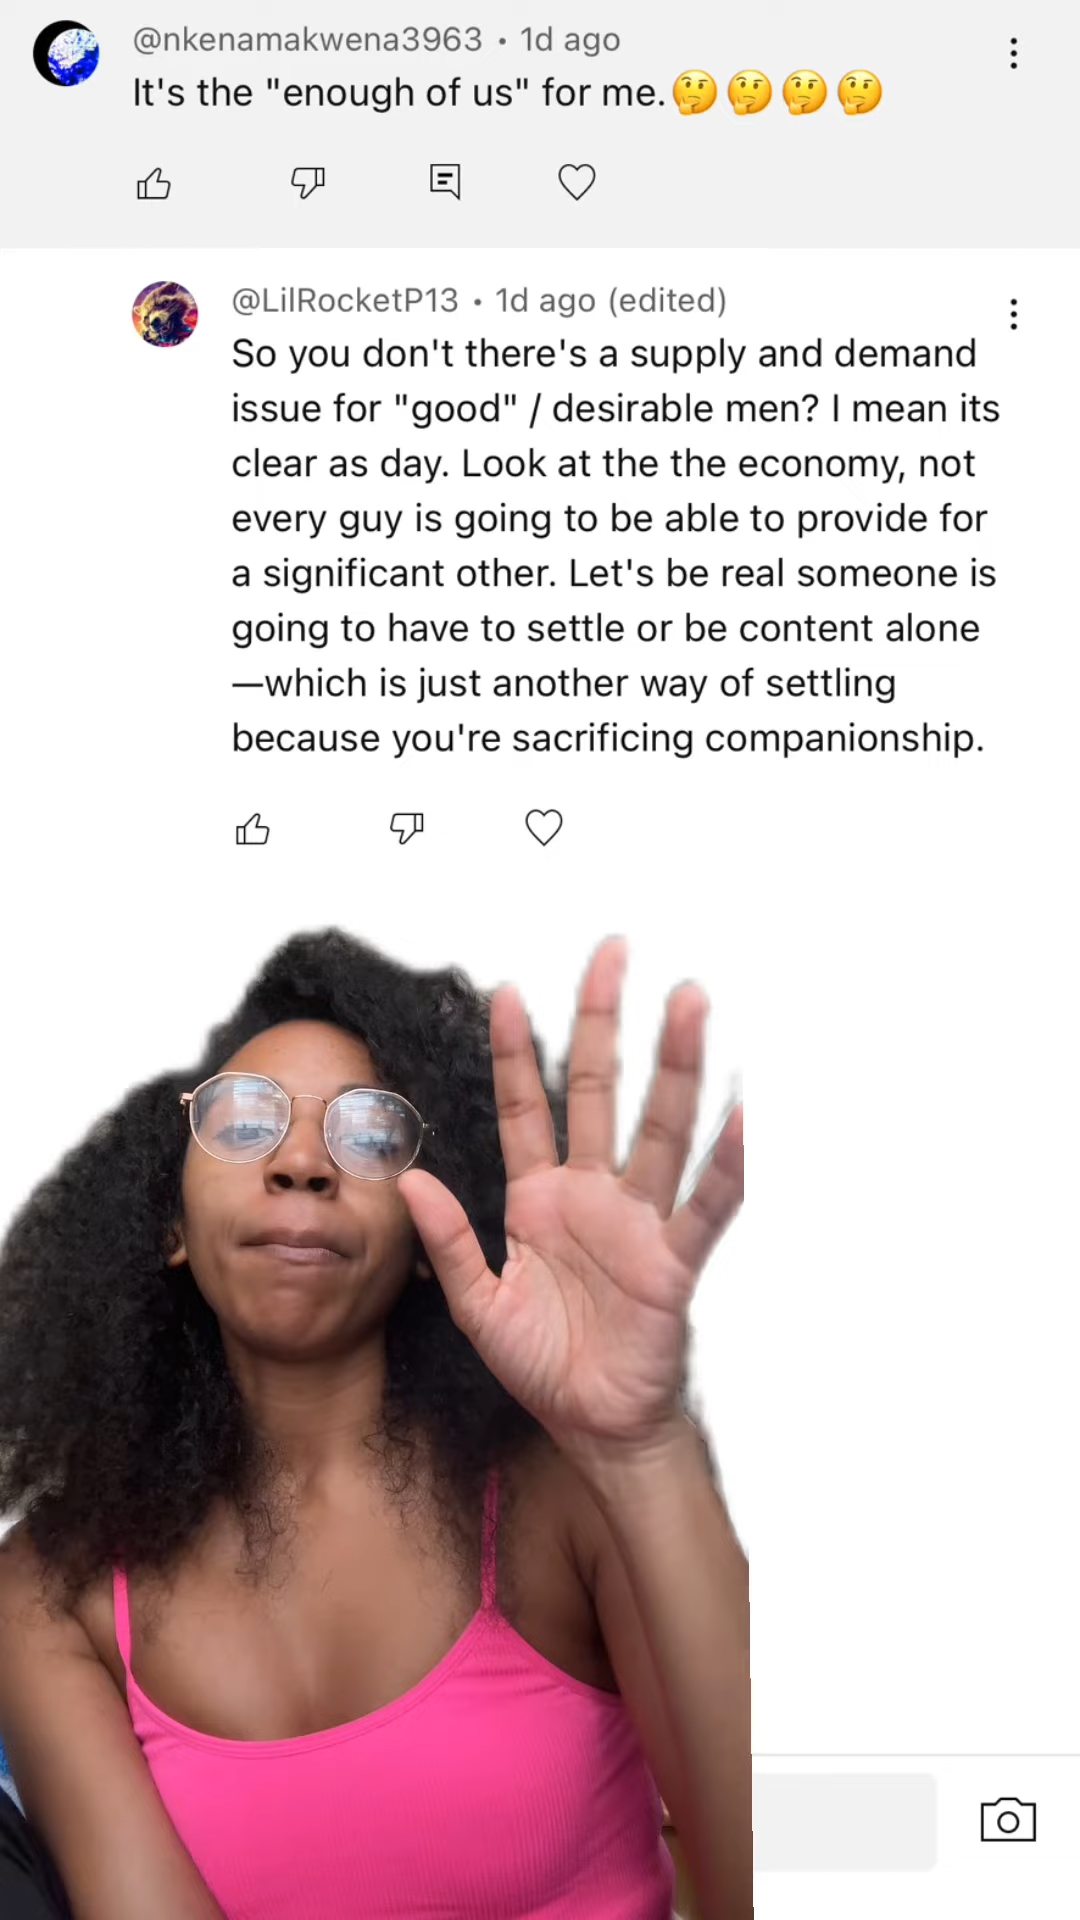 @nkenamakwena3963 • 1d ago
It's the "enough of us" for me.🤔🤔🤔🤔
@LilRocketP13 • 1d ago (edited)
So you don't there's a supply and demand
issue for "good" / desirable men? I mean its
clear as day. Look at the the economy, not
every guy is going to be able to provide for
a significant other. Let's be real someone is
going to have to settle or be content alone
—which is just another way of settling
because you're sacrificing companionship.